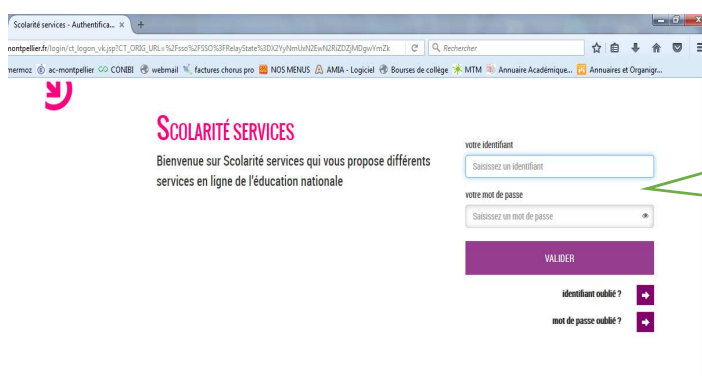 Scolarité services - Authentifica... × +
montpellier.fr/login/ct_logon_vk.jsp?CT_ORIG_URL=%2Fsso%2FSSO%3FRelayState%3DX2YyNmUxN2EwN2RiZDZjMDgwYmZk
Rechercher
mermoz ac-montpellier CONIBI webmail factures chorus pro NOS MENUS AMIA - Logiciel Bourses de collège MTM Annuaire Académique... Annuaires et Organigr...
SCOLARITÉ SERVICES
Bienvenue sur Scolarité services qui vous propose différents
services en ligne de l'éducation nationale
votre identifiant
Saisissez un identifiant
votre mot de passe
Saisissez un mot de passe
VALIDER
identifiant oublié ?
mot de passe oublié ?